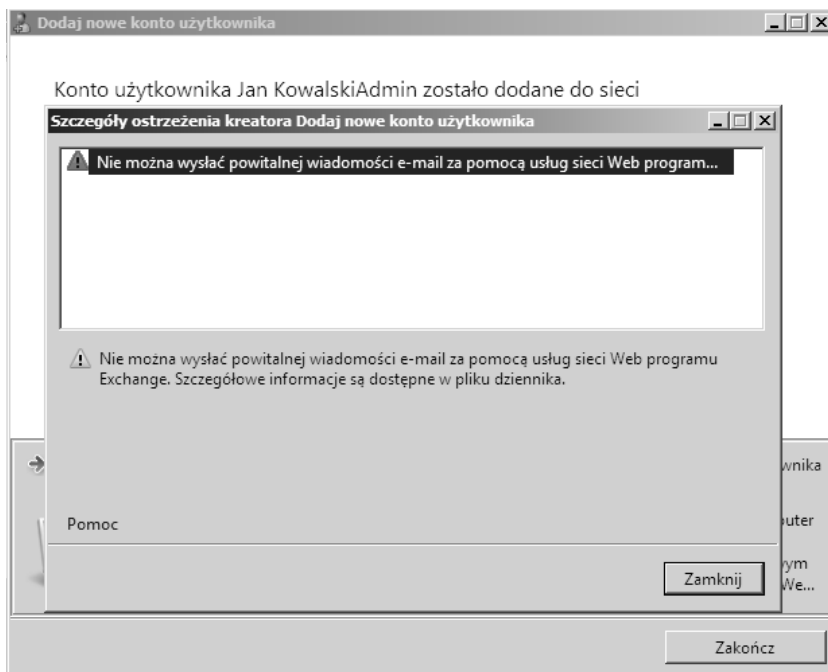 Dodaj nowe konto użytkownika
Konto użytkownika Jan KowalskiAdmin zostało dodane do sieci
Szczegóły ostrzeżenia kreatora Dodaj nowe konto użytkownika
Nie można wysłać powitalnej wiadomości e-mail za pomocą usług sieci Web program...
Nie można wysłać powitalnej wiadomości e-mail za pomocą usług sieci Web programu
Exchange. Szczegółowe informacje są dostępne w pliku dziennika.
wnika
uter
Pomoc
wym
We...
Zamknij
Zakończ